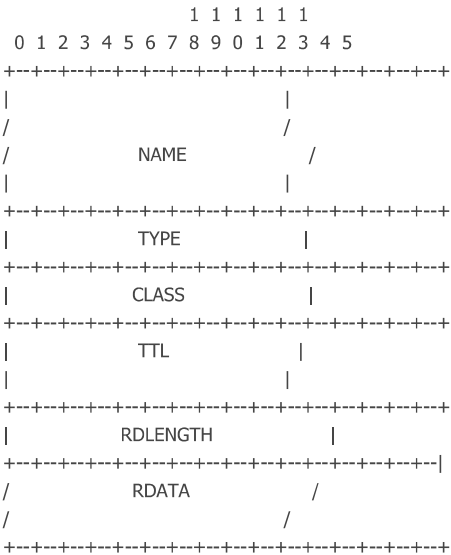 1 1 1 1 1 1
0 1 2 3 4 5 6 7 8 9 0 1 2 3 4 5
+--+--+--+--+--+--+--+--+--+--+--+--+--+--+--+--+
| |
/ /
/ NAME /
| |
+--+--+--+--+--+--+--+--+--+--+--+--+--+--+--+--+
| TYPE |
+--+--+--+--+--+--+--+--+--+--+--+--+--+--+--+--+
| CLASS |
+--+--+--+--+--+--+--+--+--+--+--+--+--+--+--+--+
| TTL |
| |
+--+--+--+--+--+--+--+--+--+--+--+--+--+--+--+--+
| RDLENGTH |
+--+--+--+--+--+--+--+--+--+--+--+--+--+--+--+--|
/ RDATA /
/ /
+--+--+--+--+--+--+--+--+--+--+--+--+--+--+--+--+